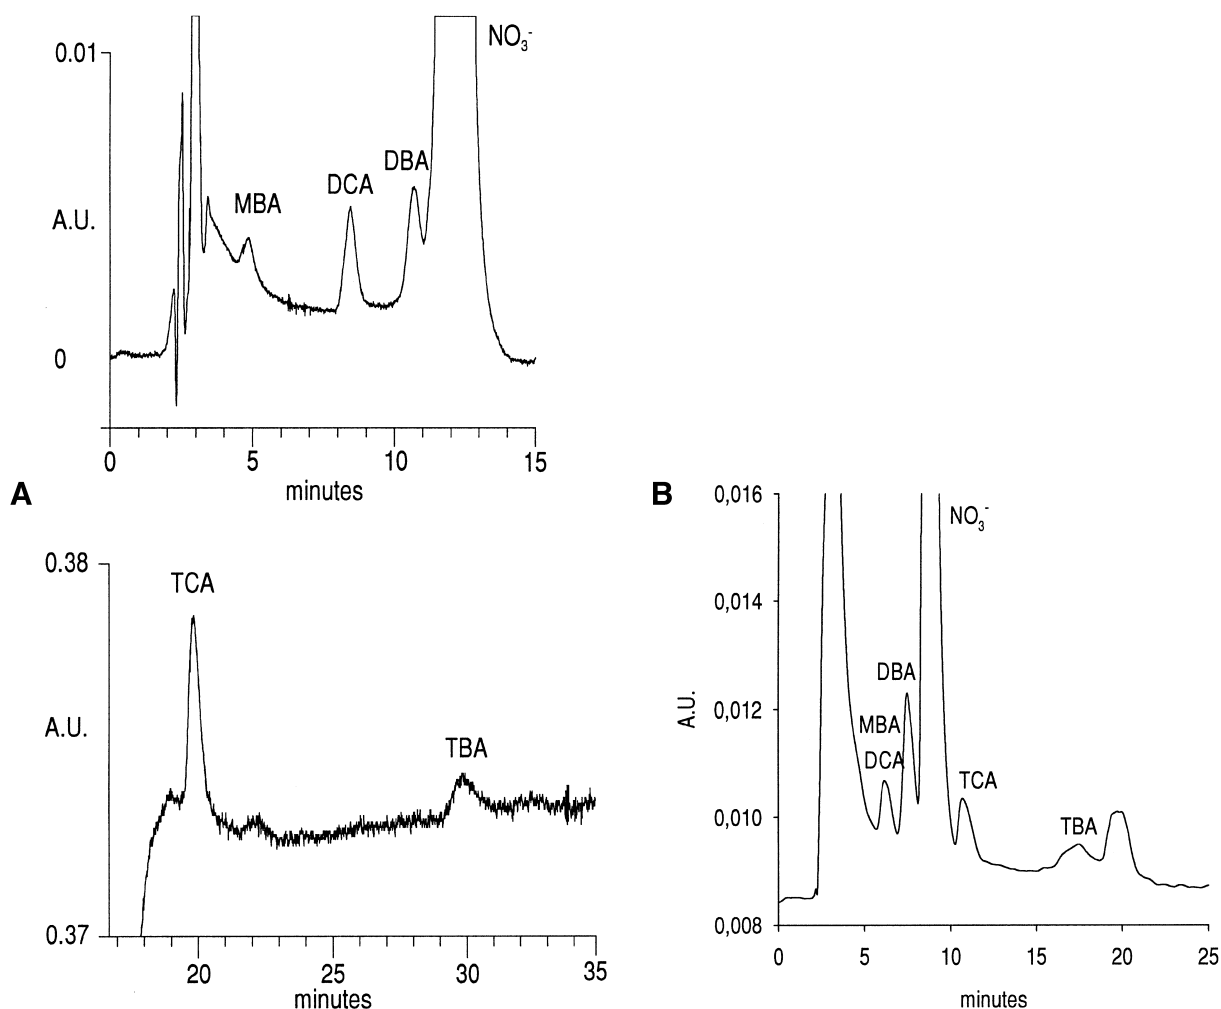 0.01
NO₃⁻
DBA
DCA
MBA
A.U.
0
0 5 10 15
minutes
A
0.38
TCA
A.U.
TBA
0.37
20 25 30 35
minutes
B
0,016
NO₃⁻
0,014
DBA
0,012
A.U.
MBA
DCA
TCA
0,010
TBA
0,008
0 5 10 15 20 25
minutes